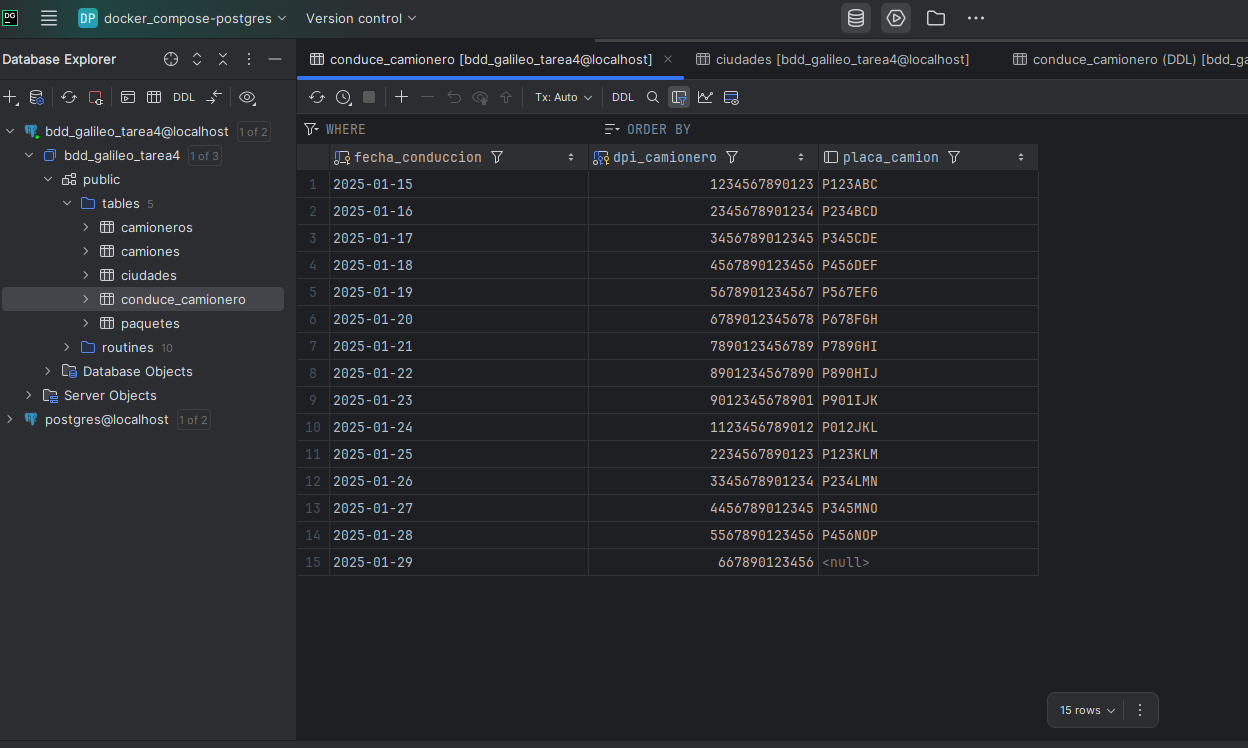 DG
DP docker_compose-postgres Version control
Database Explorer
conduce_camionero [bdd_galileo_tarea4@localhost] ciudades [bdd_galileo_tarea4@localhost] conduce_camionero (DDL) [bdd_ga
DDL Tx: Auto DDL
WHERE ORDER BY
bdd_galileo_tarea4@localhost 1 of 2
bdd_galileo_tarea4 1 of 3
public
tables 5
camioneros
camiones
ciudades
conduce_camionero
paquetes
routines 10
Database Objects
Server Objects
postgres@localhost 1 of 2
fecha_conduccion dpi_camionero placa_camion
1 2025-01-15 1234567890123 P123ABC
2 2025-01-16 2345678901234 P234BCD
3 2025-01-17 3456789012345 P345CDE
4 2025-01-18 4567890123456 P456DEF
5 2025-01-19 5678901234567 P567EFG
6 2025-01-20 6789012345678 P678FGH
7 2025-01-21 7890123456789 P789GHI
8 2025-01-22 8901234567890 P890HIJ
9 2025-01-23 9012345678901 P901IJK
10 2025-01-24 1123456789012 P012JKL
11 2025-01-25 2234567890123 P123KLM
12 2025-01-26 3345678901234 P234LMN
13 2025-01-27 4456789012345 P345MNO
14 2025-01-28 5567890123456 P456NOP
15 2025-01-29 667890123456 <null>
15 rows